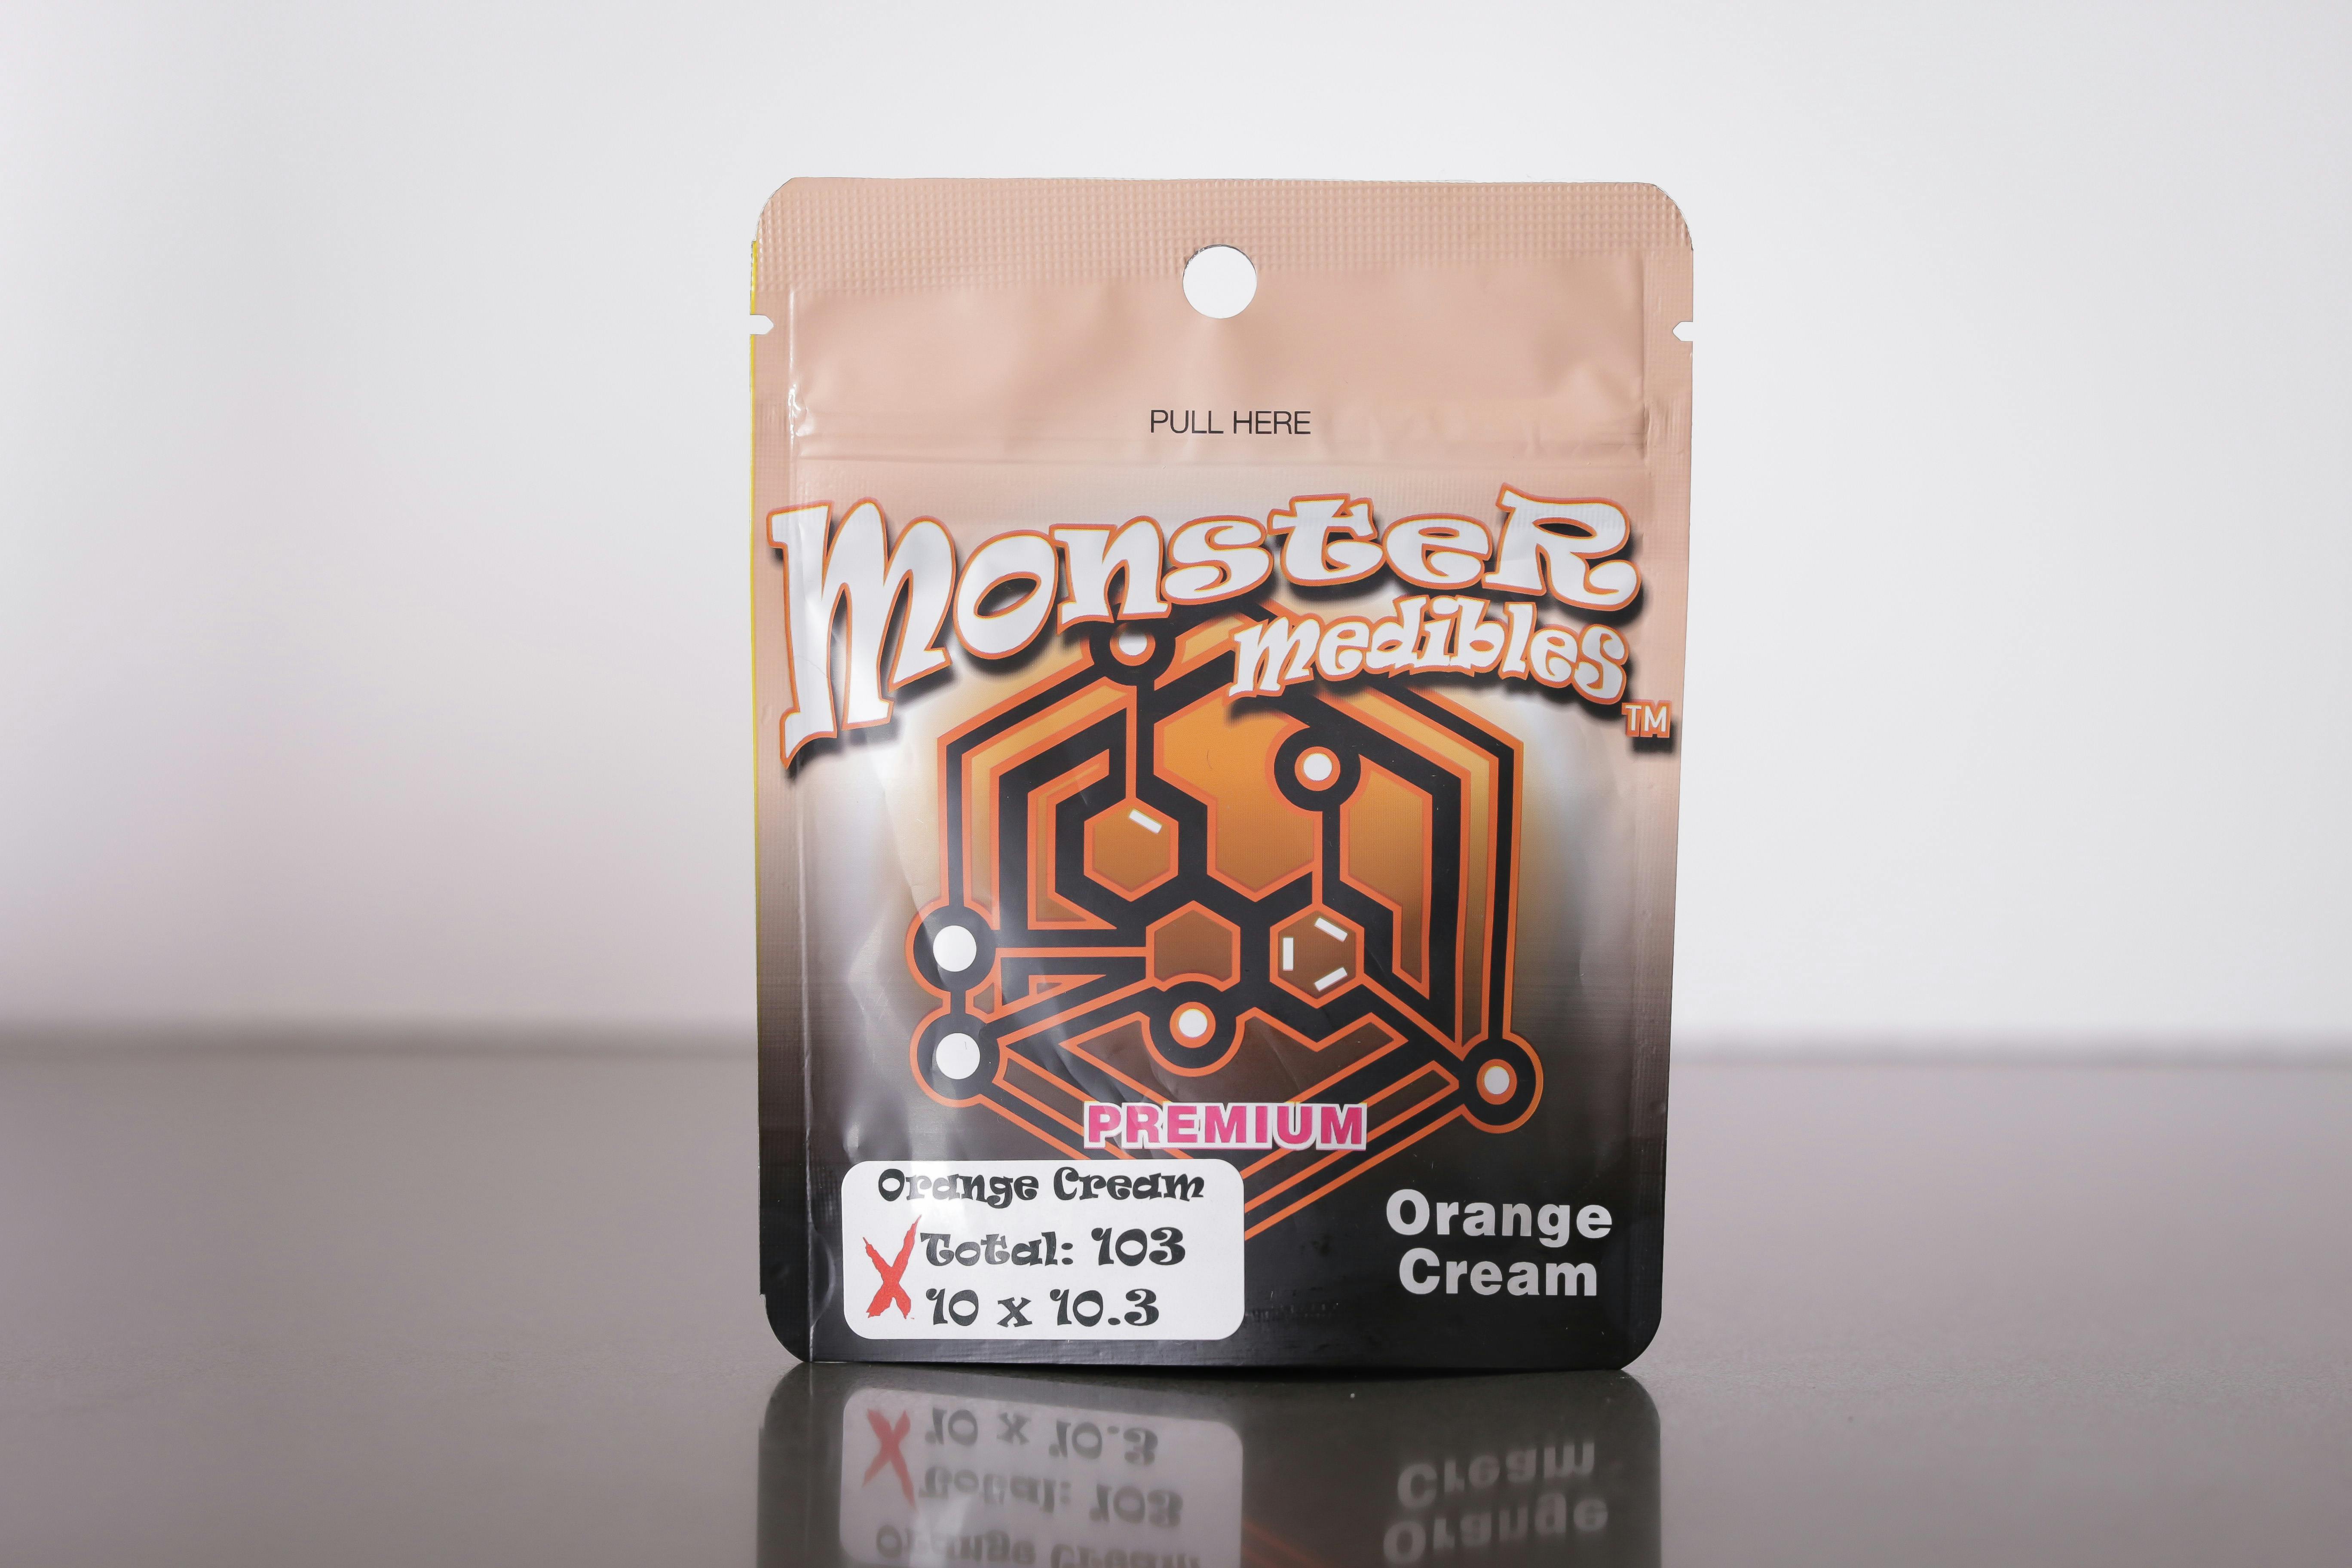 PULL HERE
MonsteR
medibles
TM
PREMIUM
Orange Cream
Total: 103
10 x 10.3
Orange
Cream